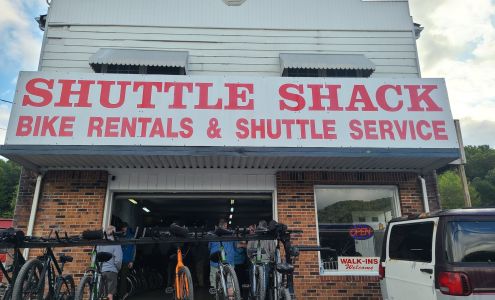 SHUTTLE SHACK
BIKE RENTALS & SHUTTLE SERVICE
OPEN
WALK-INS
WELCOME